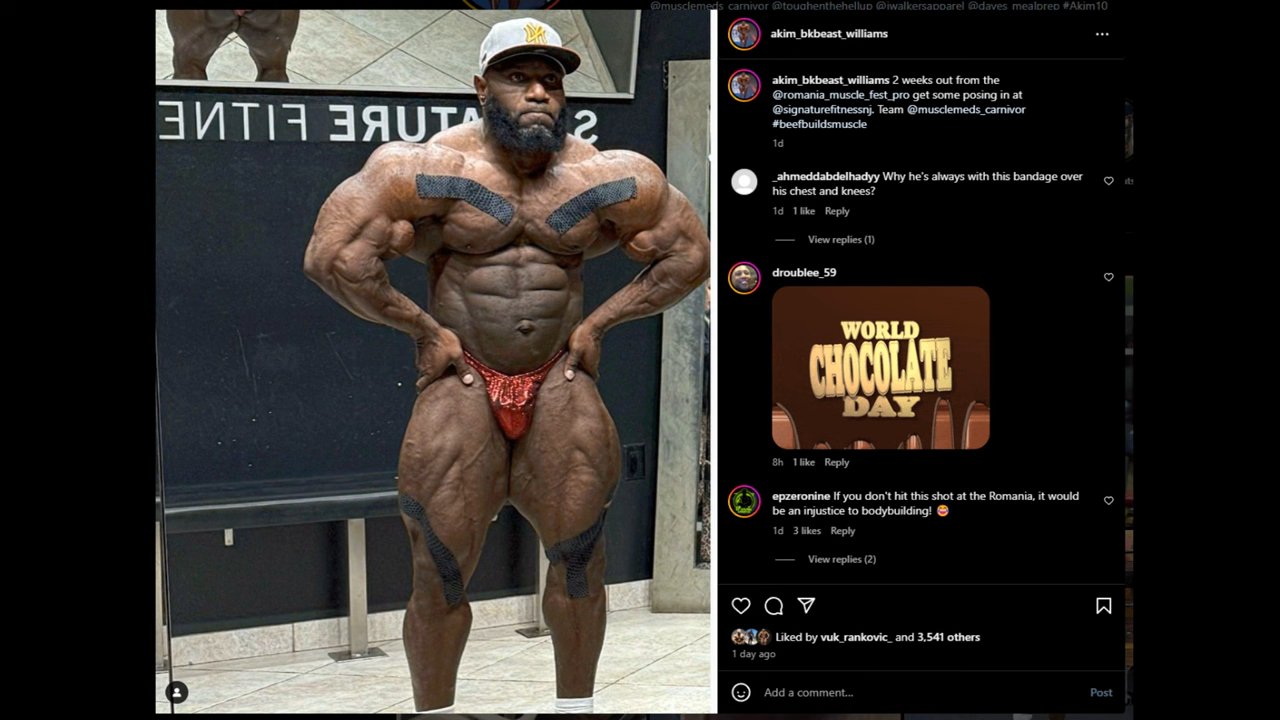 @musclemeds_carnivor @toughenthehellup @iwalkersapparel @daves_mealprep #Akim10
akim_bkbeast_williams
akim_bkbeast_williams 2 weeks out from the
@romania_muscle_fest_pro get some posing in at
@signaturefitnessnj. Team @musclemeds_carnivor
#beefbuildsmuscle
1d
_ahmeddabdelhadyy Why he's always with this bandage over
his chest and knees?
1d 1 like Reply
View replies (1)
droublee_59
WORLD
CHOCOLATE
DAY
8h 1 like Reply
epzeronine If you don't hit this shot at the Romania, it would
be an injustice to bodybuilding! 😆
1d 3 likes Reply
View replies (2)
Liked by vuk_rankovic_ and 3,541 others
1 day ago
Add a comment...
Post